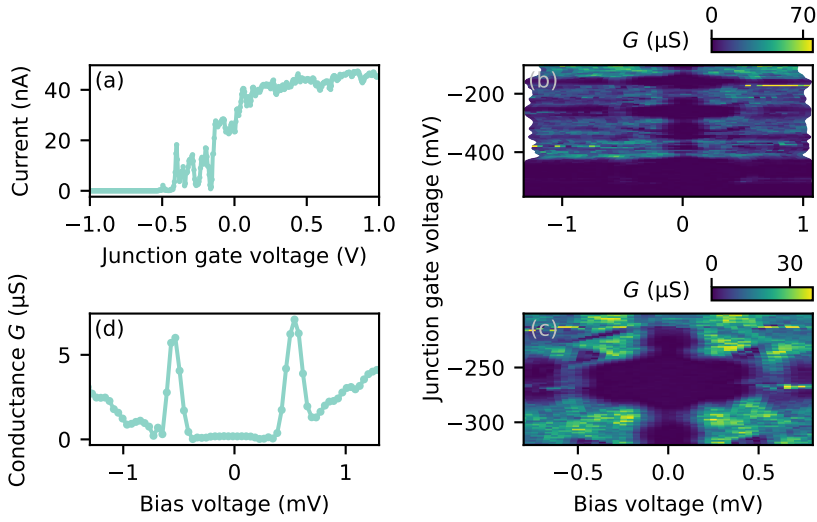 (a)
Current (nA)
40
20
0
−1.0 −0.5 0.0 0.5 1.0
Junction gate voltage (V)
0 70
G (µS)
(b)
−200
−400
−1 0 1
Junction gate voltage (mV)
(d)
Conductance G (µS)
5
0
−1 0 1
Bias voltage (mV)
0 30
G (µS)
(c)
−250
−300
−0.5 0.0 0.5
Bias voltage (mV)